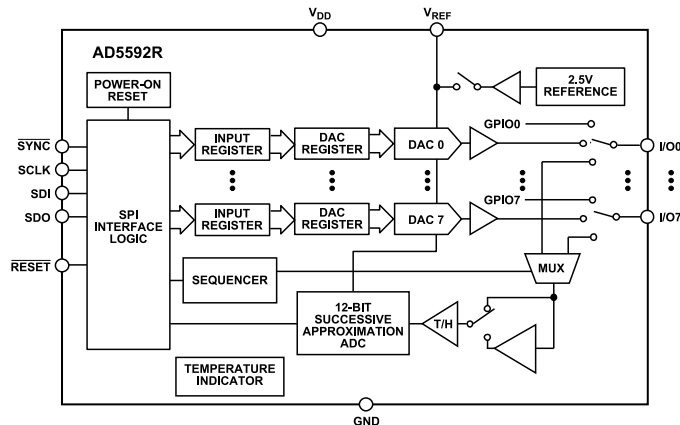 VDD
VREF
AD5592R
POWER-ON
RESET
2.5V
REFERENCE
GPIO0
SYNC
SCLK
SDI
SDO
RESET
SPI
INTERFACE
LOGIC
INPUT
REGISTER
DAC
REGISTER
DAC 0
I/O0
INPUT
REGISTER
DAC
REGISTER
DAC 7
GPIO7
I/O7
SEQUENCER
MUX
12-BIT
SUCCESSIVE
APPROXIMATION
ADC
T/H
TEMPERATURE
INDICATOR
GND